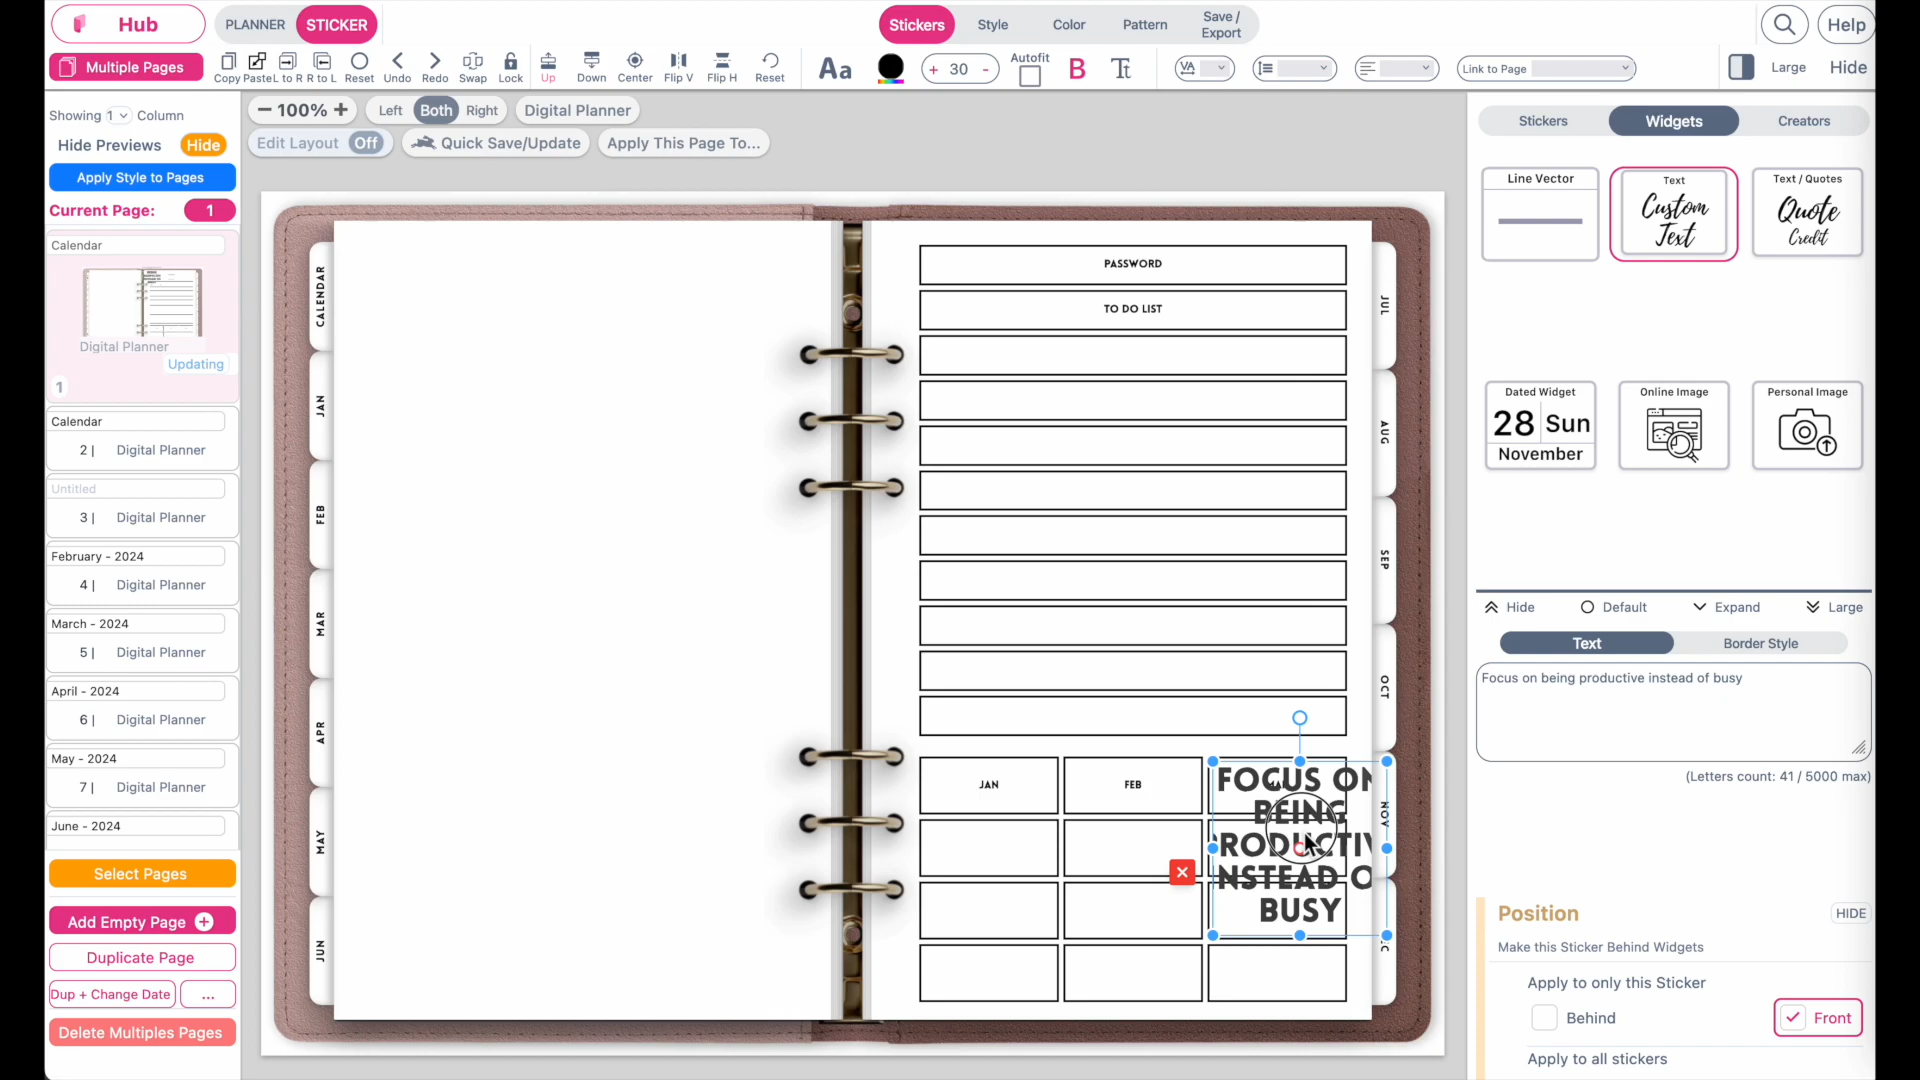 Hub
PLANNER
STICKER
Stickers
Style
Color
Pattern
Save /
Export
Help
Multiple Pages
Copy
Paste
L to R
R to L
Reset
Undo
Redo
Swap
Lock
Up
Down
Center
Flip V
Flip H
Reset
Aa
+ 30 -
Autofit
B
Tt
VA
Link to Page
Large
Hide
Showing 1 Column
Hide Previews
Hide
Apply Style to Pages
Current Page:
1
Calendar
Digital Planner
Updating
1
Calendar
2 | Digital Planner
Untitled
3 | Digital Planner
February - 2024
4 | Digital Planner
March - 2024
5 | Digital Planner
April - 2024
6 | Digital Planner
May - 2024
7 | Digital Planner
June - 2024
Select Pages
Add Empty Page +
Duplicate Page
Dup + Change Date
...
Delete Multiples Pages
− 100% +
Left
Both
Right
Digital Planner
Edit Layout Off
Quick Save/Update
Apply This Page To...
CALENDAR
JAN
FEB
MAR
APR
MAY
JUN
PASSWORD
TO DO LIST
JAN
FEB
FOCUS ON
BEING
PRODUCTIV
INSTEAD O
BUSY
JUL
AUG
SEP
OCT
NOV
Stickers
Widgets
Creators
Line Vector
Text
Custom
Text
Text / Quotes
Quote
Credit
Dated Widget
28 Sun
November
Online Image
Personal Image
Hide
Default
Expand
Large
Text
Border Style
Focus on being productive instead of busy
(Letters count: 41 / 5000 max)
Position
HIDE
Make this Sticker Behind Widgets
Apply to only this Sticker
Behind
Front
Apply to all stickers